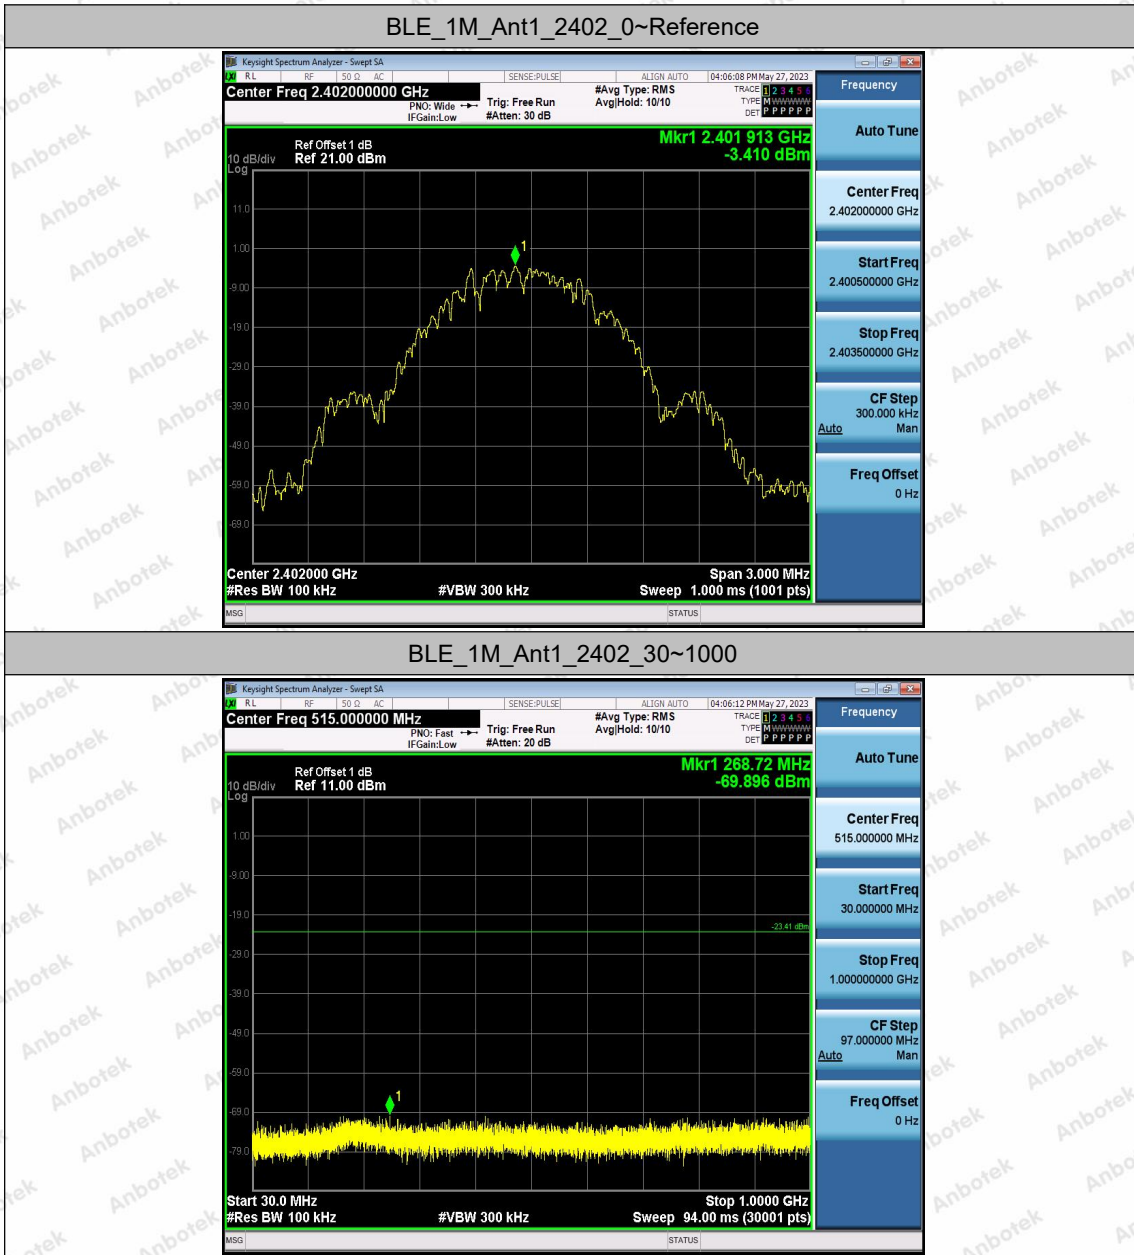 BLE_1M_Ant1_2402_0~Reference
Keysight Spectrum Analyzer - Swept SA
LXI RL RF 50 Ω AC SENSE:PULSE ALIGN AUTO 04:06:08 PM May 27, 2023
Center Freq 2.402000000 GHz
PNO: Wide
IFGain:Low
Trig: Free Run
#Atten: 30 dB
#Avg Type: RMS
Avg|Hold: 10/10
TRACE 1 2 3 4 5 6
TYPE M W W W W W
DET P P P P P P
Ref Offset 1 dB
10 dB/div Ref 21.00 dBm
Log
Mkr1 2.401 913 GHz
-3.410 dBm
1
11.0
1.00
-9.00
-19.0
-29.0
-39.0
-49.0
-59.0
-69.0
Center 2.402000 GHz Span 3.000 MHz
#Res BW 100 kHz #VBW 300 kHz Sweep 1.000 ms (1001 pts)
MSG STATUS
Frequency
Auto Tune
Center Freq
2.402000000 GHz
Start Freq
2.400500000 GHz
Stop Freq
2.403500000 GHz
CF Step
300.000 kHz
Auto Man
Freq Offset
0 Hz
BLE_1M_Ant1_2402_30~1000
Keysight Spectrum Analyzer - Swept SA
LXI RL RF 50 Ω AC SENSE:PULSE ALIGN AUTO 04:06:12 PM May 27, 2023
Center Freq 515.000000 MHz
PNO: Fast
IFGain:Low
Trig: Free Run
#Atten: 20 dB
#Avg Type: RMS
Avg|Hold: 10/10
TRACE 1 2 3 4 5 6
TYPE M W W W W W
DET P P P P P P
Ref Offset 1 dB
10 dB/div Ref 11.00 dBm
Log
Mkr1 268.72 MHz
-69.896 dBm
1.00
-9.00
-19.0
-23.41 dBm
-29.0
-39.0
-49.0
-59.0
1
-69.0
-79.0
Start 30.0 MHz Stop 1.0000 GHz
#Res BW 100 kHz #VBW 300 kHz Sweep 94.00 ms (30001 pts)
MSG STATUS
Frequency
Auto Tune
Center Freq
515.000000 MHz
Start Freq
30.000000 MHz
Stop Freq
1.000000000 GHz
CF Step
97.000000 MHz
Auto Man
Freq Offset
0 Hz
Anbotek